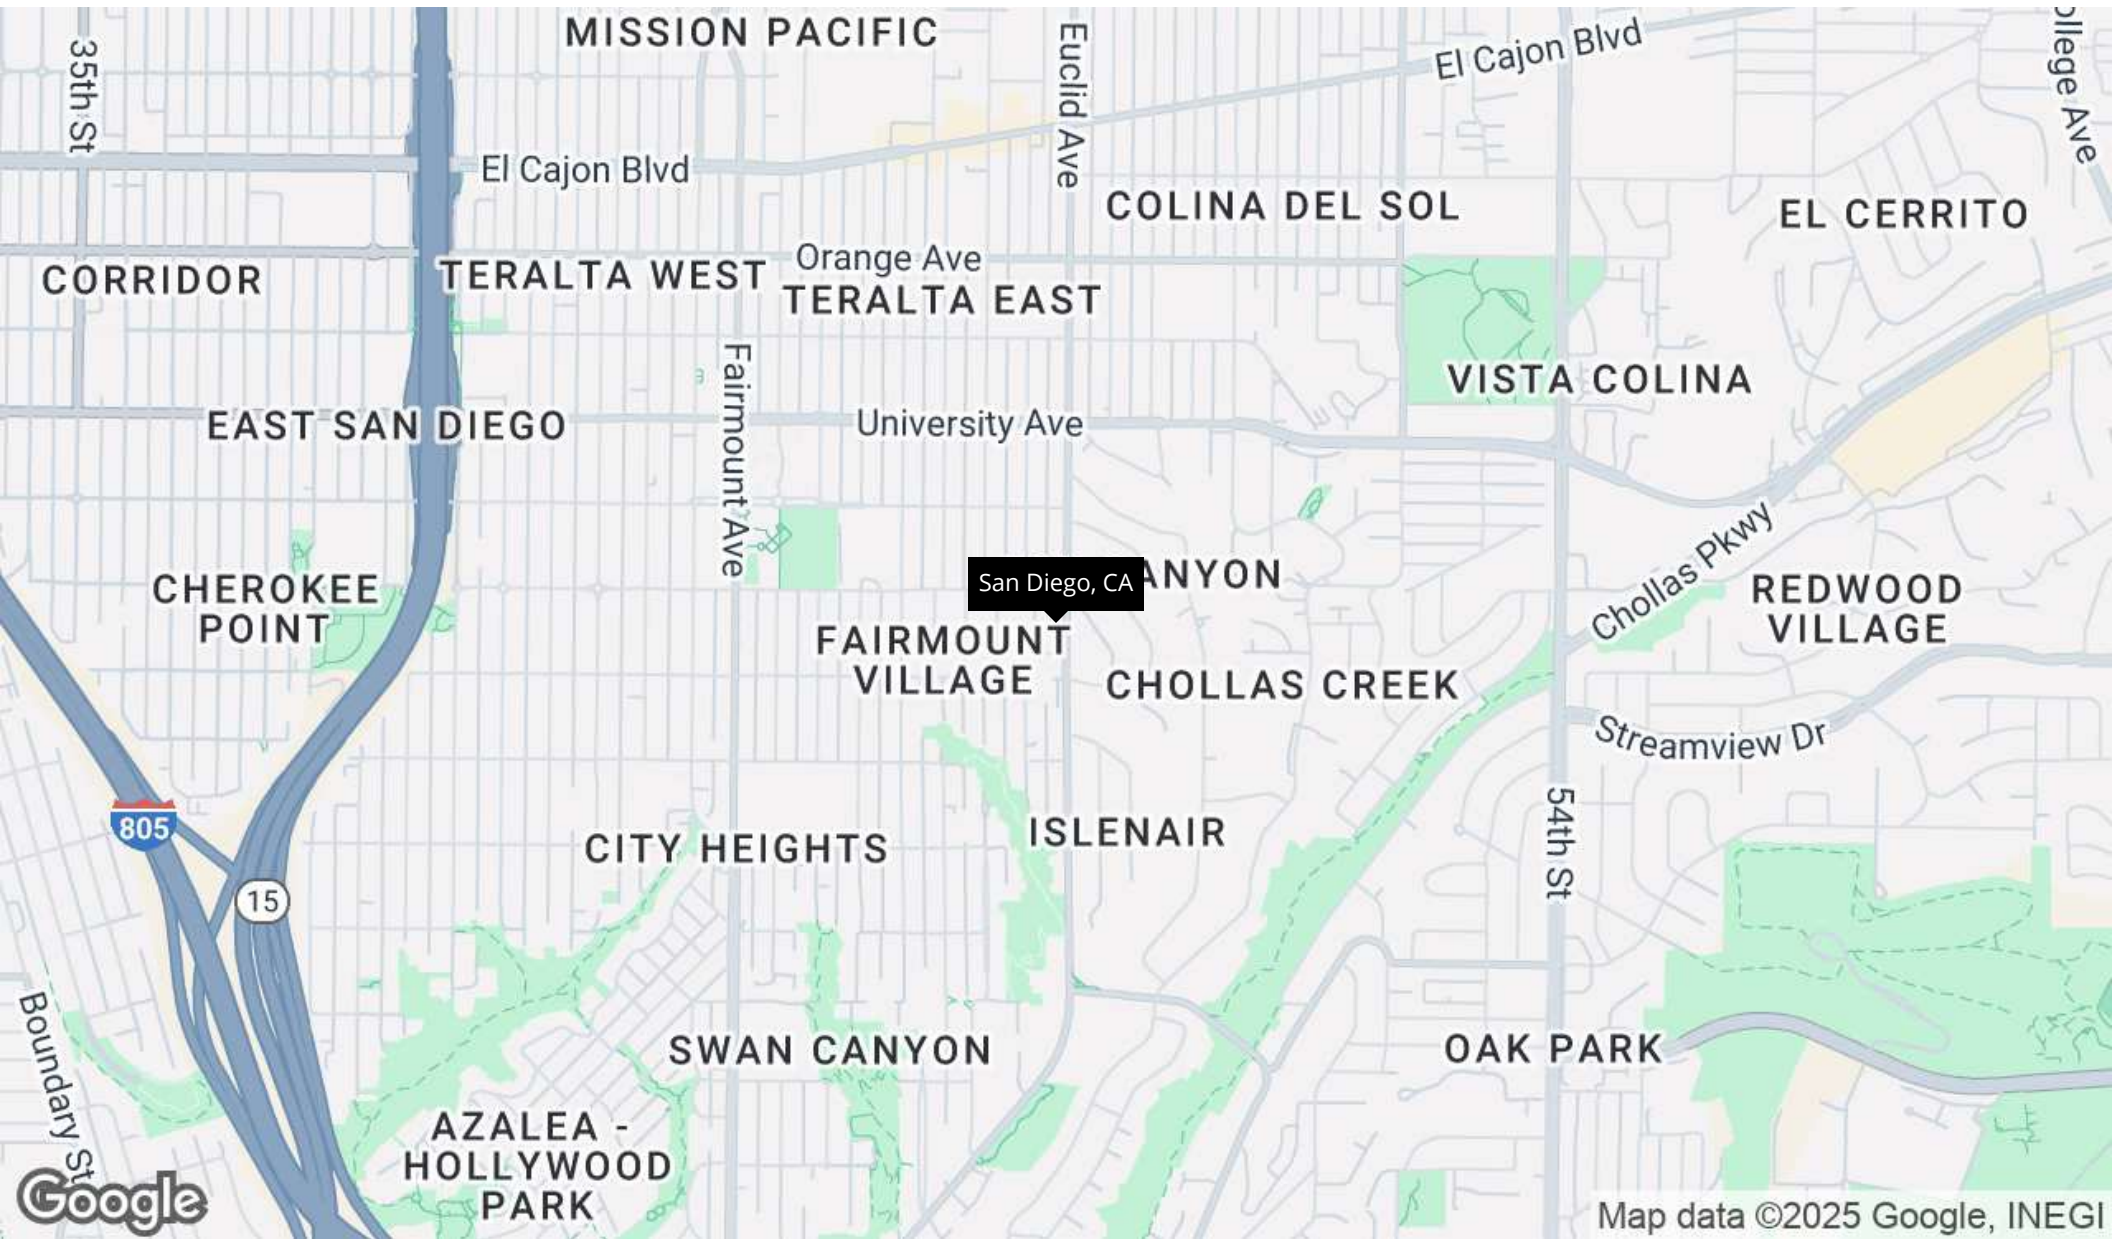 MISSION PACIFIC
35th St
Euclid Ave
El Cajon Blvd
El Cajon Blvd
COLINA DEL SOL
EL CERRITO
CORRIDOR
TERALTA WEST
Orange Ave
TERALTA EAST
Fairmount Ave
VISTA COLINA
EAST SAN DIEGO
University Ave
Chollas Pkwy
San Diego, CA
CHEROKEE
POINT
REDWOOD
VILLAGE
FAIRMOUNT
VILLAGE
CHOLLAS CREEK
Streamview Dr
805
54th St
CITY HEIGHTS
ISLENAIR
15
Boundary St
SWAN CANYON
OAK PARK
AZALEA -
HOLLYWOOD
PARK
Google
Map data ©2025 Google, INEGI